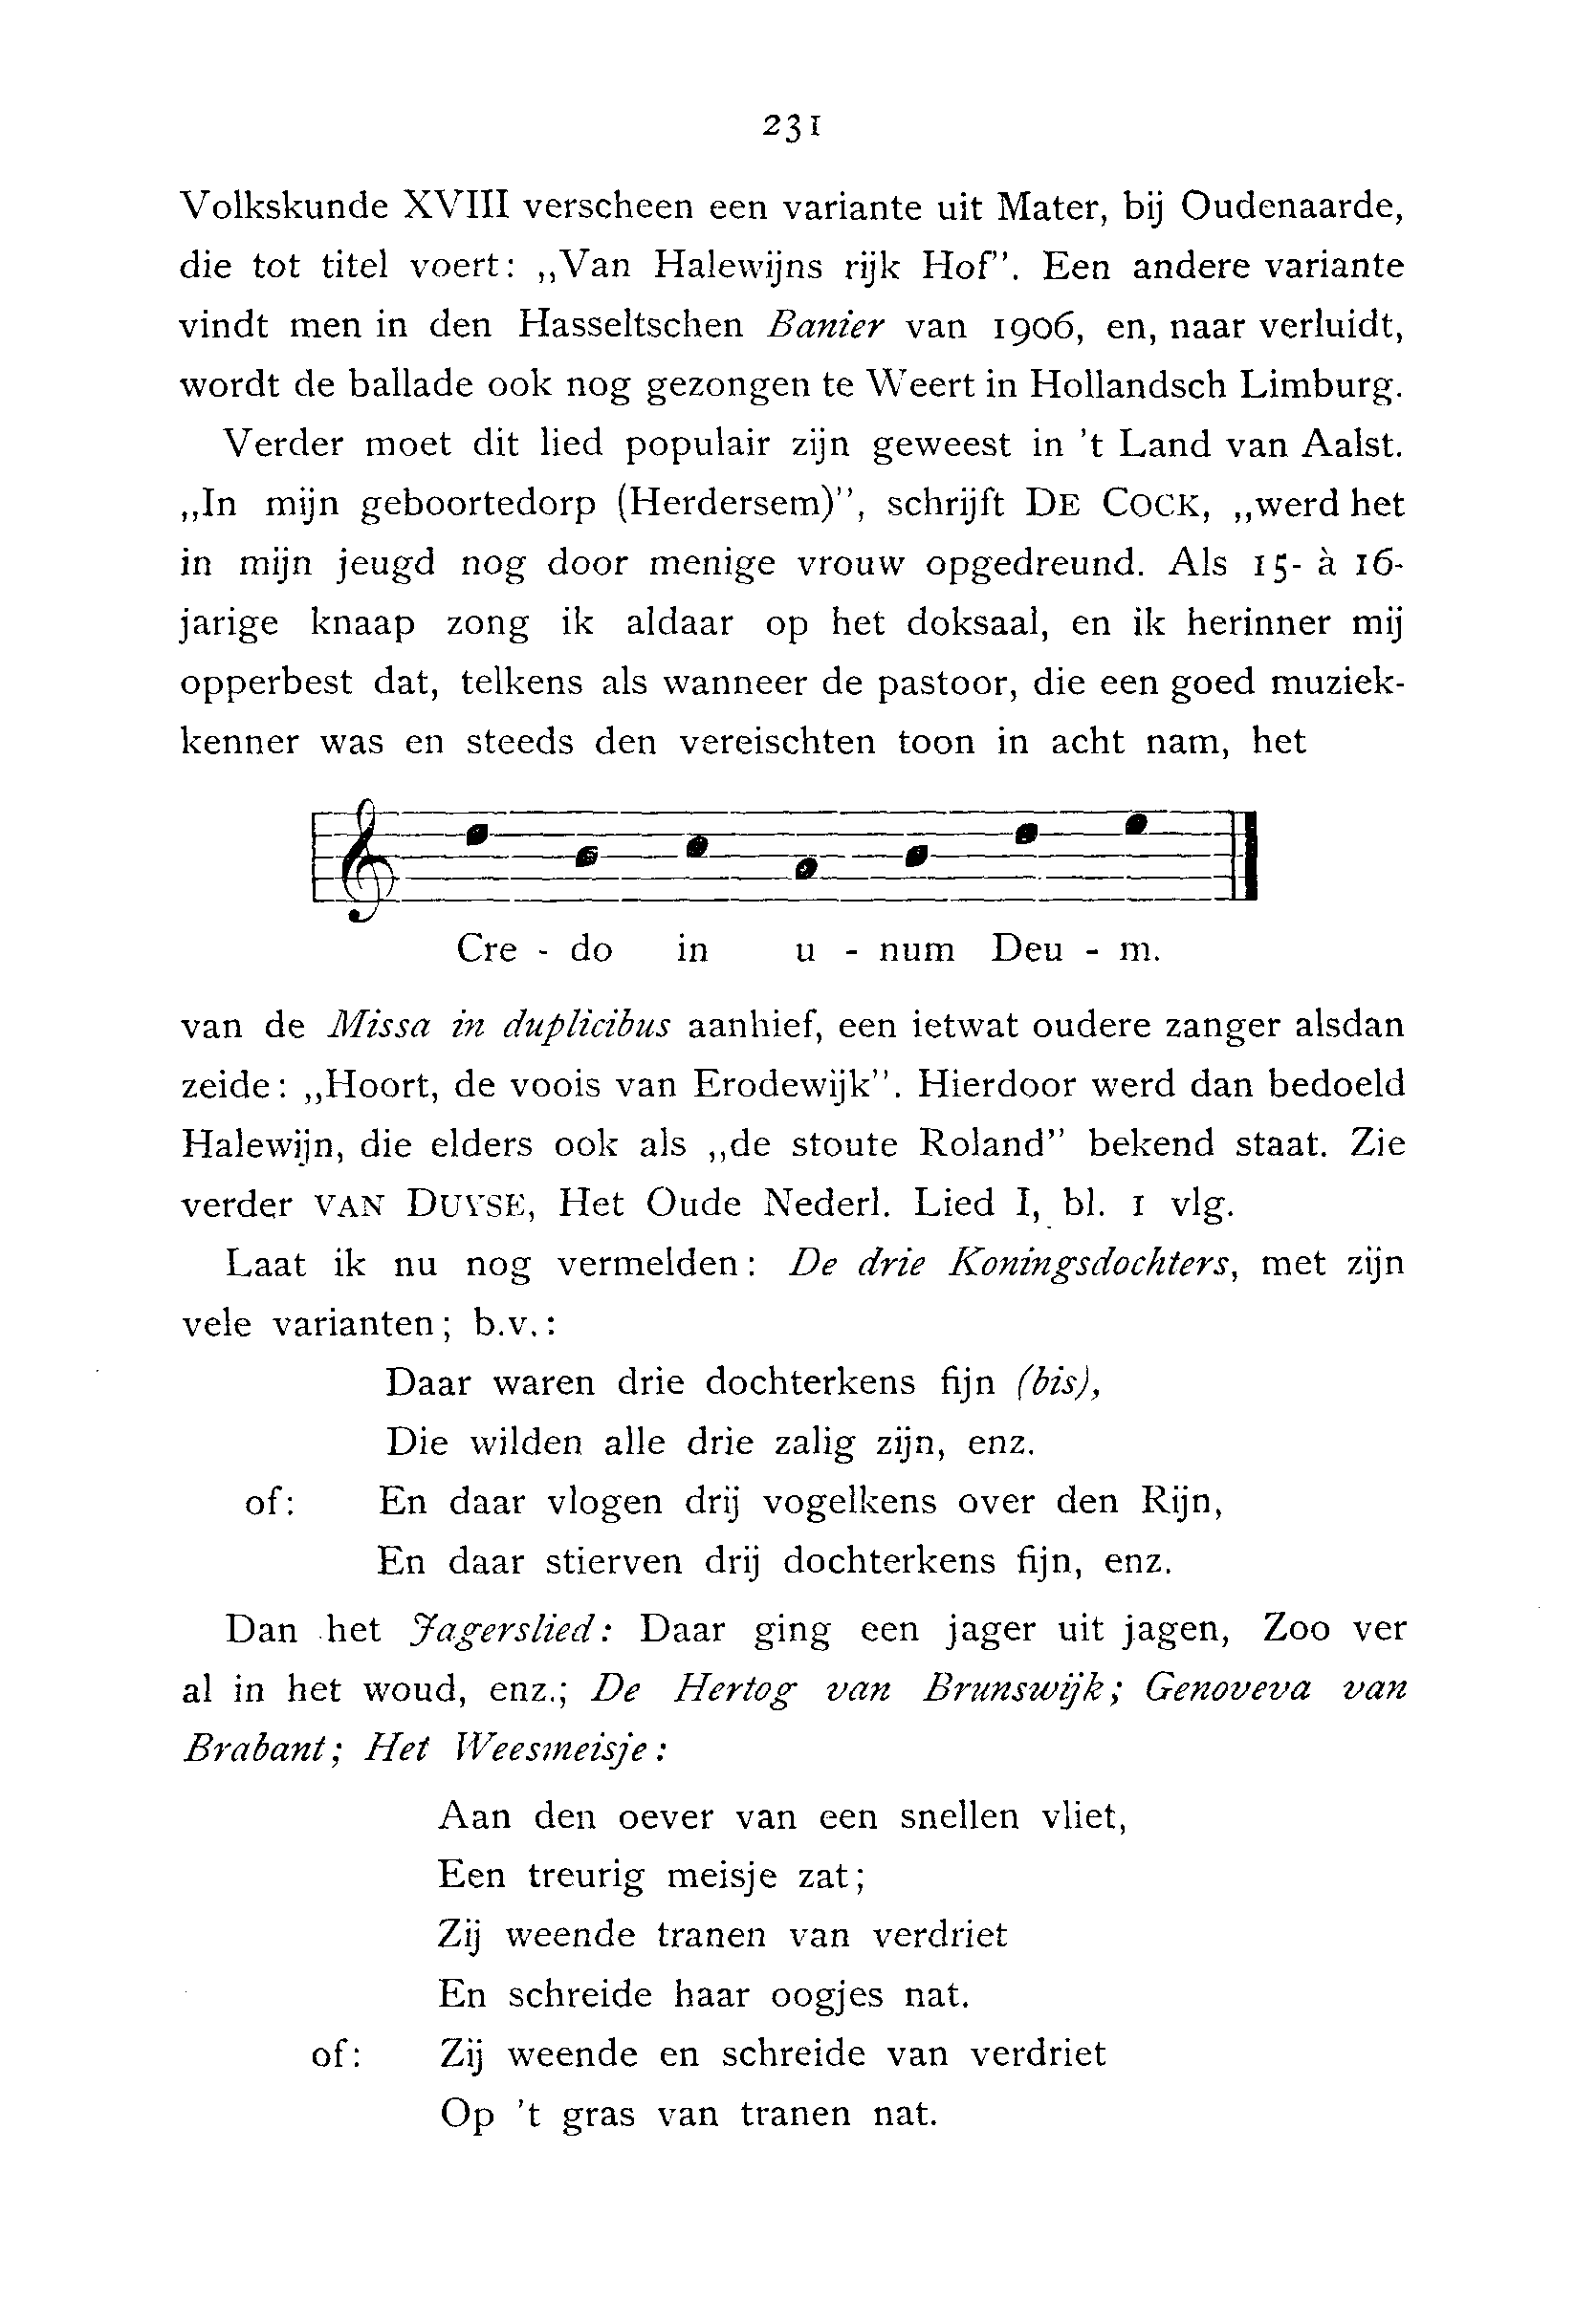 231
Volkskunde XVIII verscheen een variante uit Mater, bij Oudenaarde,
die tot titel voert: „Van Halewijns rijk Hof”. Een andere variante
vindt men in den Hasseltschen Banier van 1906, en, naar verluidt,
wordt de ballade ook nog gezongen te Weert in Hollandsch Limburg.
Verder moet dit lied populair zijn geweest in 't Land van Aalst.
„In mijn geboortedorp (Herdersem)”, schrijft DE COCK, „werd het
in mijn jeugd nog door menige vrouw opgedreund. Als 15- à 16-
jarige knaap zong ik aldaar op het doksaal, en ik herinner mij
opperbest dat, telkens als wanneer de pastoor, die een goed muziek-
kenner was en steeds den vereischten toon in acht nam, het
Cre - do in u - num Deu - m.
van de Missa in duplicibus aanhief, een ietwat oudere zanger alsdan
zeide: „Hoort, de voois van Erodewijk”. Hierdoor werd dan bedoeld
Halewijn, die elders ook als „de stoute Roland” bekend staat. Zie
verder VAN DUYSE, Het Oude Nederl. Lied I, bl. 1 vlg.
Laat ik nu nog vermelden: De drie Koningsdochters, met zijn
vele varianten; b.v.:
Daar waren drie dochterkens fijn (bis),
Die wilden alle drie zalig zijn, enz.
of: En daar vlogen drij vogelkens over den Rijn,
En daar stierven drij dochterkens fijn, enz.
Dan het Jagerslied: Daar ging een jager uit jagen, Zoo ver
al in het woud, enz.; De Hertog van Brunswijk; Genoveva van
Brabant; Het Weesmeisje:
Aan den oever van een snellen vliet,
Een treurig meisje zat;
Zij weende tranen van verdriet
En schreide haar oogjes nat.
of: Zij weende en schreide van verdriet
Op 't gras van tranen nat.